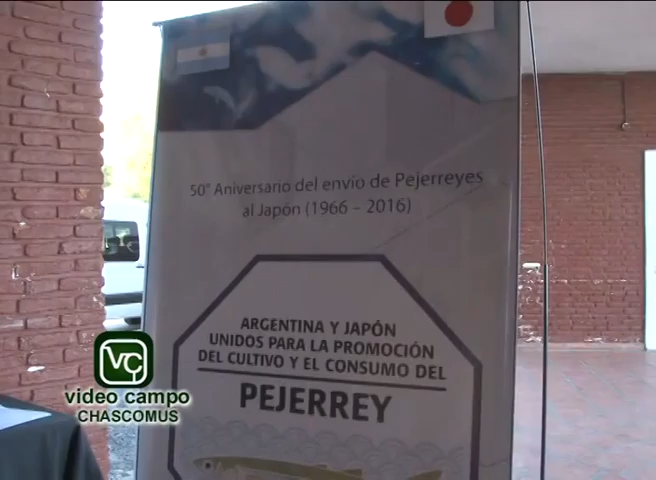 50° Aniversario del envío de Pejerreyes
al Japón (1966 – 2016)
ARGENTINA Y JAPÓN
UNIDOS PARA LA PROMOCIÓN
DEL CULTIVO Y EL CONSUMO DEL
PEJERREY
VC
video campo
CHASCOMUS